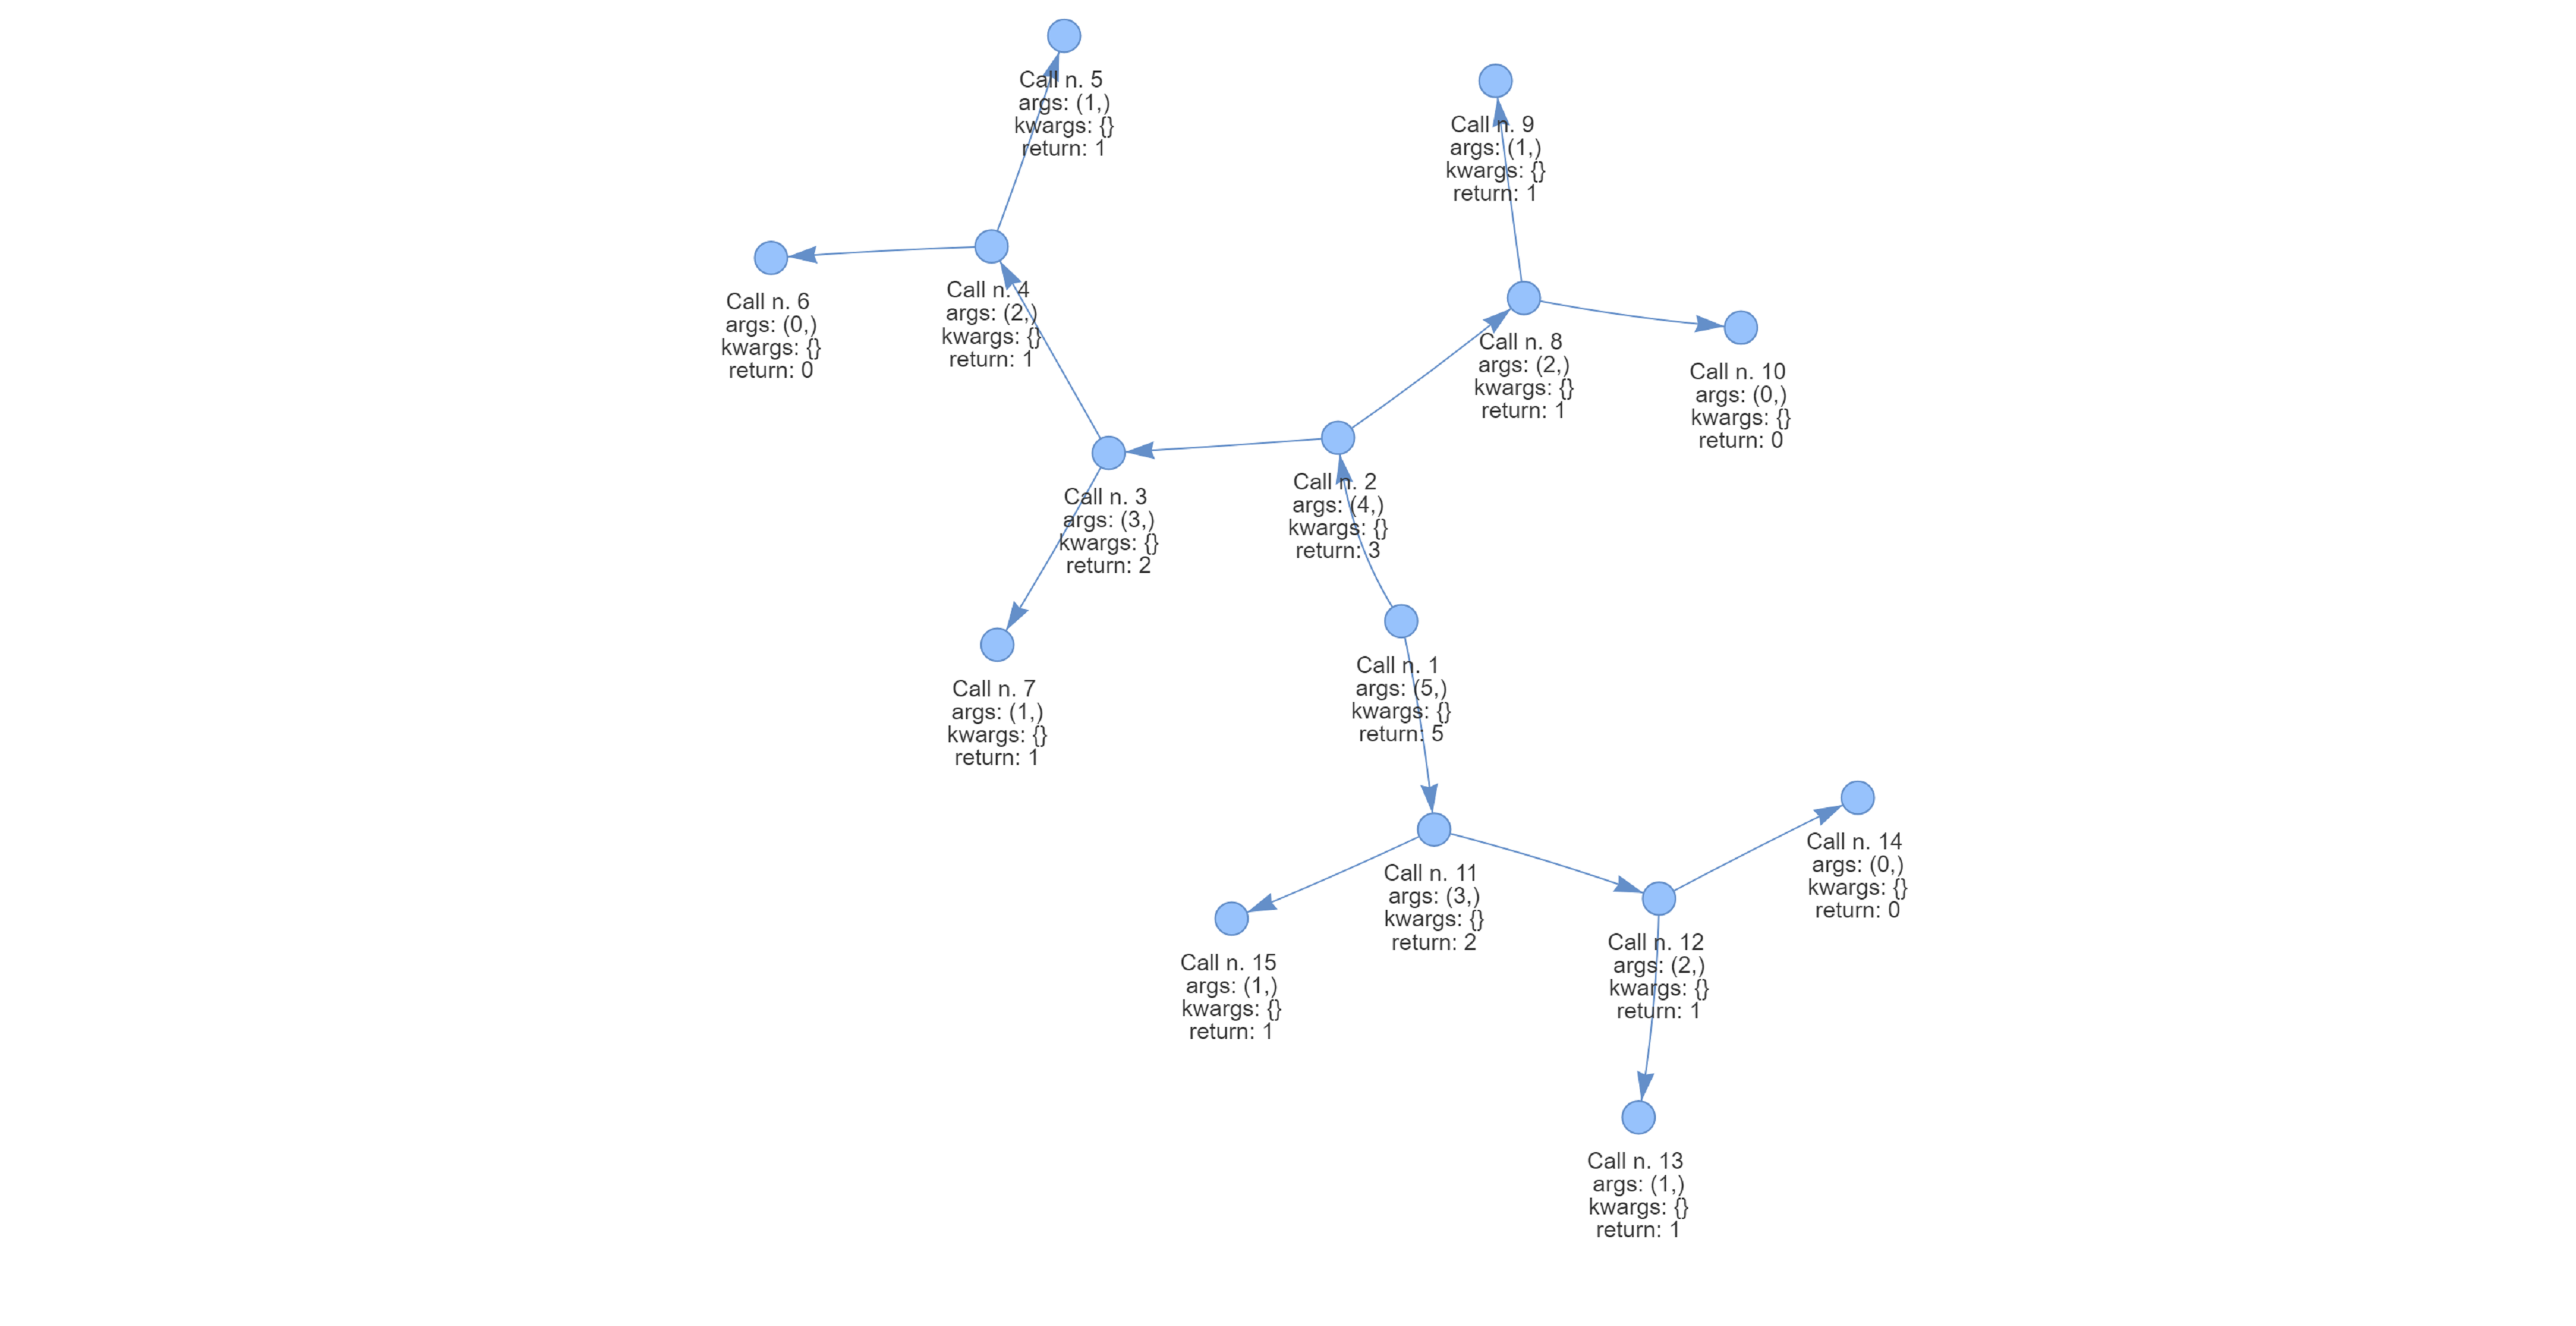 Call n. 5
args: (1,)
kwargs: {}
return: 1
Call n. 9
args: (1,)
kwargs: {}
return: 1
Call n. 6
args: (0,)
kwargs: {}
return: 0
Call n. 4
args: (2,)
kwargs: {}
return: 1
Call n. 8
args: (2,)
kwargs: {}
return: 1
Call n. 10
args: (0,)
kwargs: {}
return: 0
Call n. 3
args: (3,)
kwargs: {}
return: 2
Call n. 2
args: (4,)
kwargs: {}
return: 3
Call n. 7
args: (1,)
kwargs: {}
return: 1
Call n. 1
args: (5,)
kwargs: {}
return: 5
Call n. 14
args: (0,)
kwargs: {}
return: 0
Call n. 11
args: (3,)
kwargs: {}
return: 2
Call n. 15
args: (1,)
kwargs: {}
return: 1
Call n. 12
args: (2,)
kwargs: {}
return: 1
Call n. 13
args: (1,)
kwargs: {}
return: 1